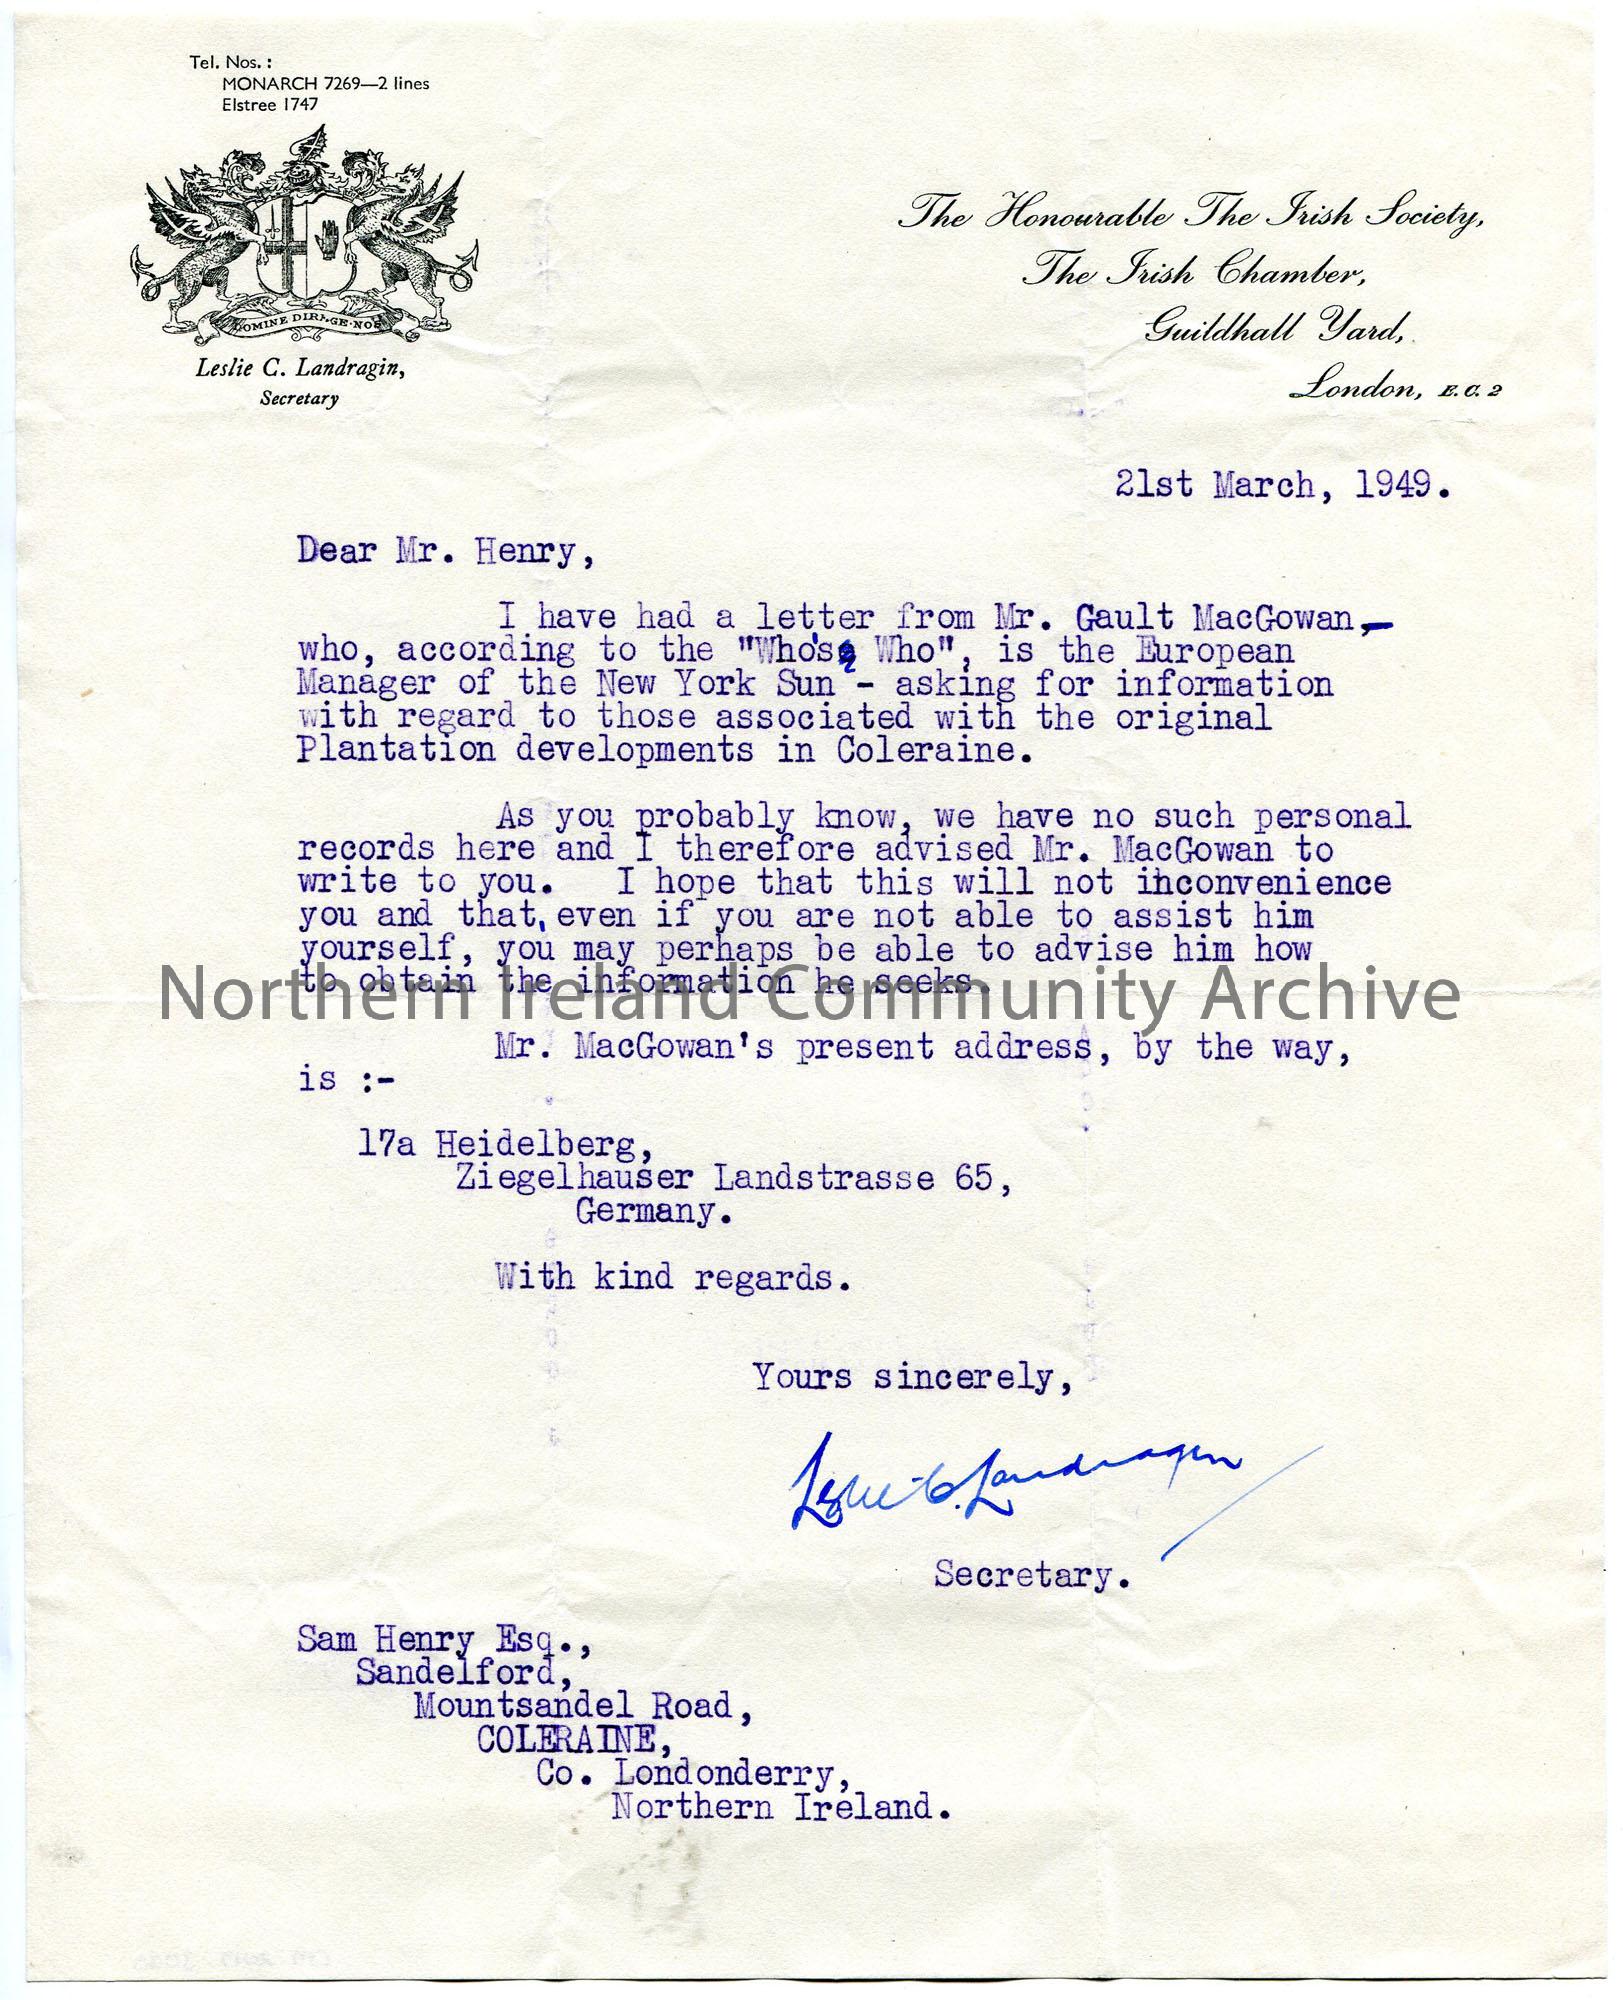 Tel. Nos. :
MONARCH 7269—2 lines
Elstree 1747
DOMINE DIRIGE NOS
Leslie C. Landragin,
Secretary
The Honourable The Irish Society,
The Irish Chamber,
Guildhall Yard,
London, E.C. 2
21st March, 1949.
Dear Mr. Henry,
I have had a letter from Mr. Gault MacGowan,-
who, according to the "Who's Who", is the European
Manager of the New York Sun - asking for information
with regard to those associated with the original
Plantation developments in Coleraine.
As you probably know, we have no such personal
records here and I therefore advised Mr. MacGowan to
write to you. I hope that this will not inconvenience
you and that, even if you are not able to assist him
yourself, you may perhaps be able to advise him how
to obtain the information he seeks.
Northern Ireland Community Archive
Mr. MacGowan's present address, by the way,
is :-
17a Heidelberg,
Ziegelhauser Landstrasse 65,
Germany.
With kind regards.
Yours sincerely,
Leslie C. Landragin
Secretary.
Sam Henry Esq.,
Sandelford,
Mountsandel Road,
COLERAINE,
Co. Londonderry,
Northern Ireland.